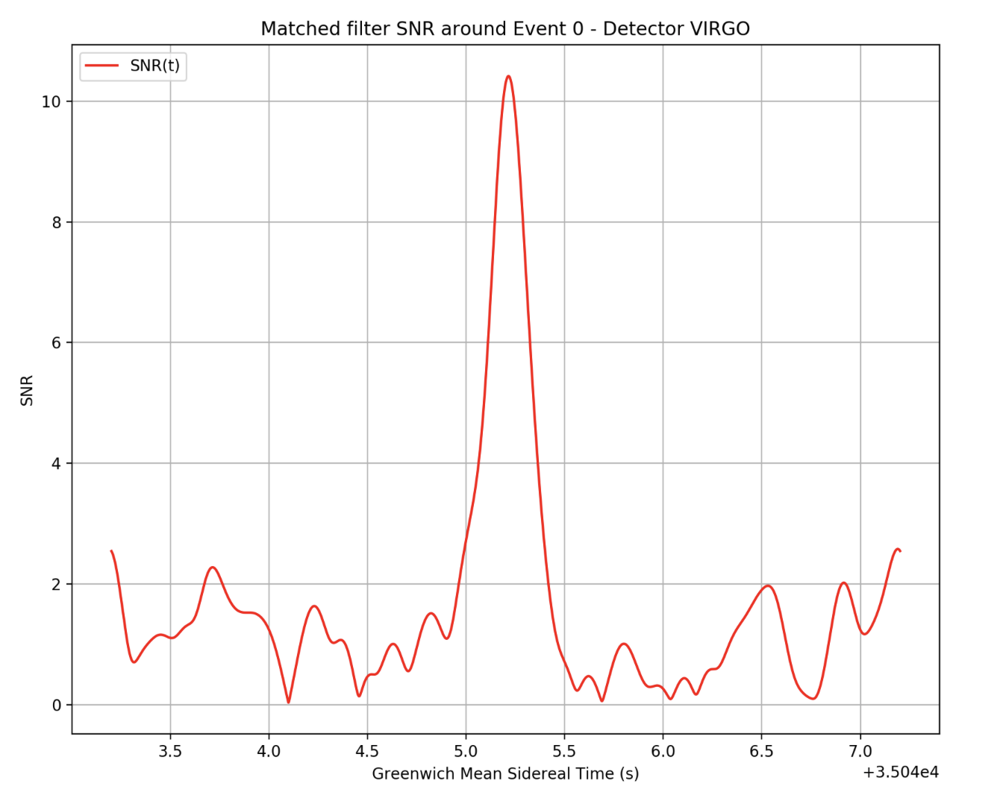 Matched filter SNR around Event 0 - Detector VIRGO
SNR(t)
10
8
6
4
2
0
SNR
3.5 4.0 4.5 5.0 5.5 6.0 6.5 7.0
Greenwich Mean Sidereal Time (s)
+3.504e4